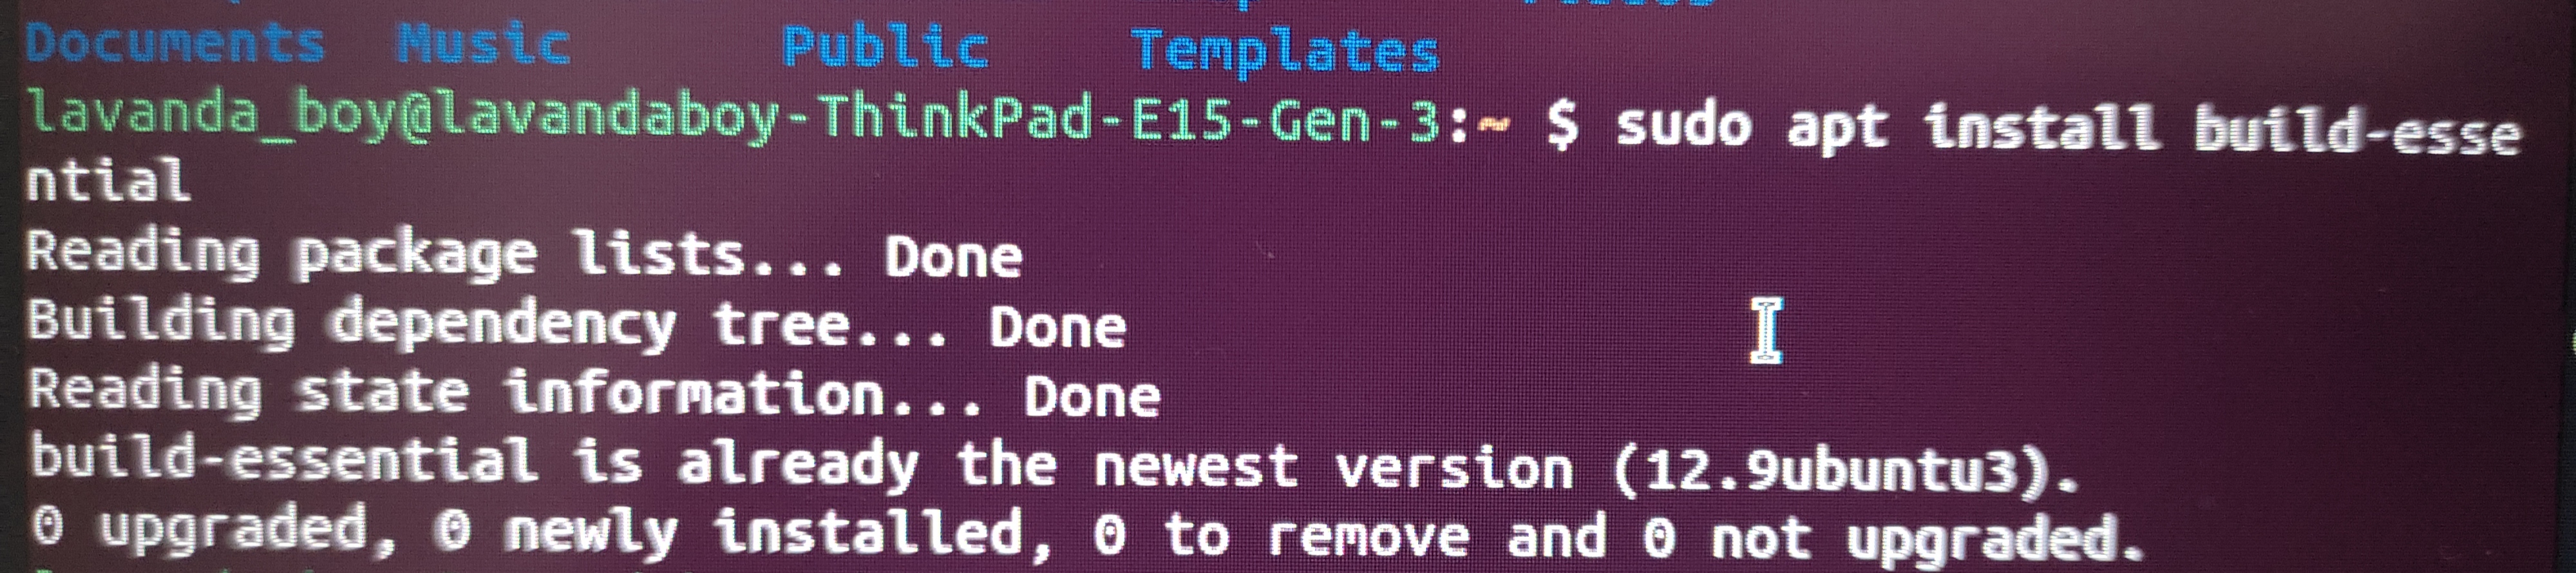 Documents  Music      Public    Templates
lavanda_boy@lavandaboy-ThinkPad-E15-Gen-3:~ $ sudo apt install build-esse
ntial
Reading package lists... Done
Building dependency tree... Done
Reading state information... Done
build-essential is already the newest version (12.9ubuntu3).
0 upgraded, 0 newly installed, 0 to remove and 0 not upgraded.